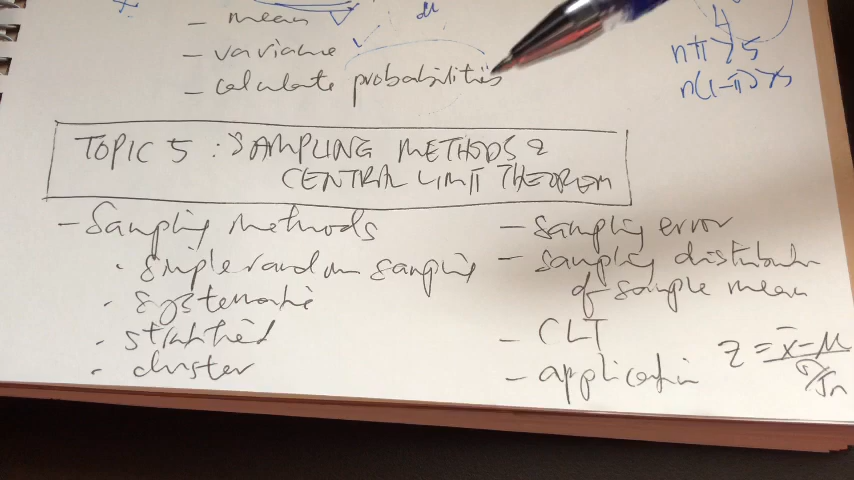 - mean
- variance
- calculate probabilities
nπ>5
n(1-π)>5
TOPIC 5: SAMPLING METHODS &
CENTRAL LIMIT THEOREM
- Sampling methods
· simple random sampling
· systematic
· stratified
· cluster
- sampling error
- sampling distribution
of sample mean
- CLT
- application
z = x̄-μ
σ/√n